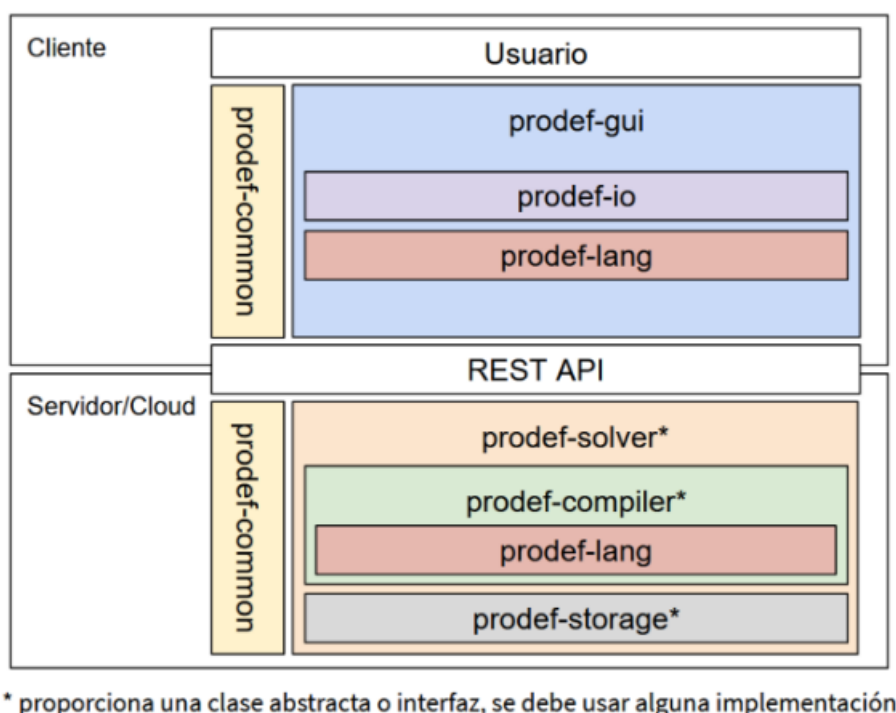 Cliente
Usuario
prodef-common
prodef-gui
prodef-io
prodef-lang
REST API
Servidor/Cloud
prodef-common
prodef-solver*
prodef-compiler*
prodef-lang
prodef-storage*
* proporciona una clase abstracta o interfaz, se debe usar alguna implementación